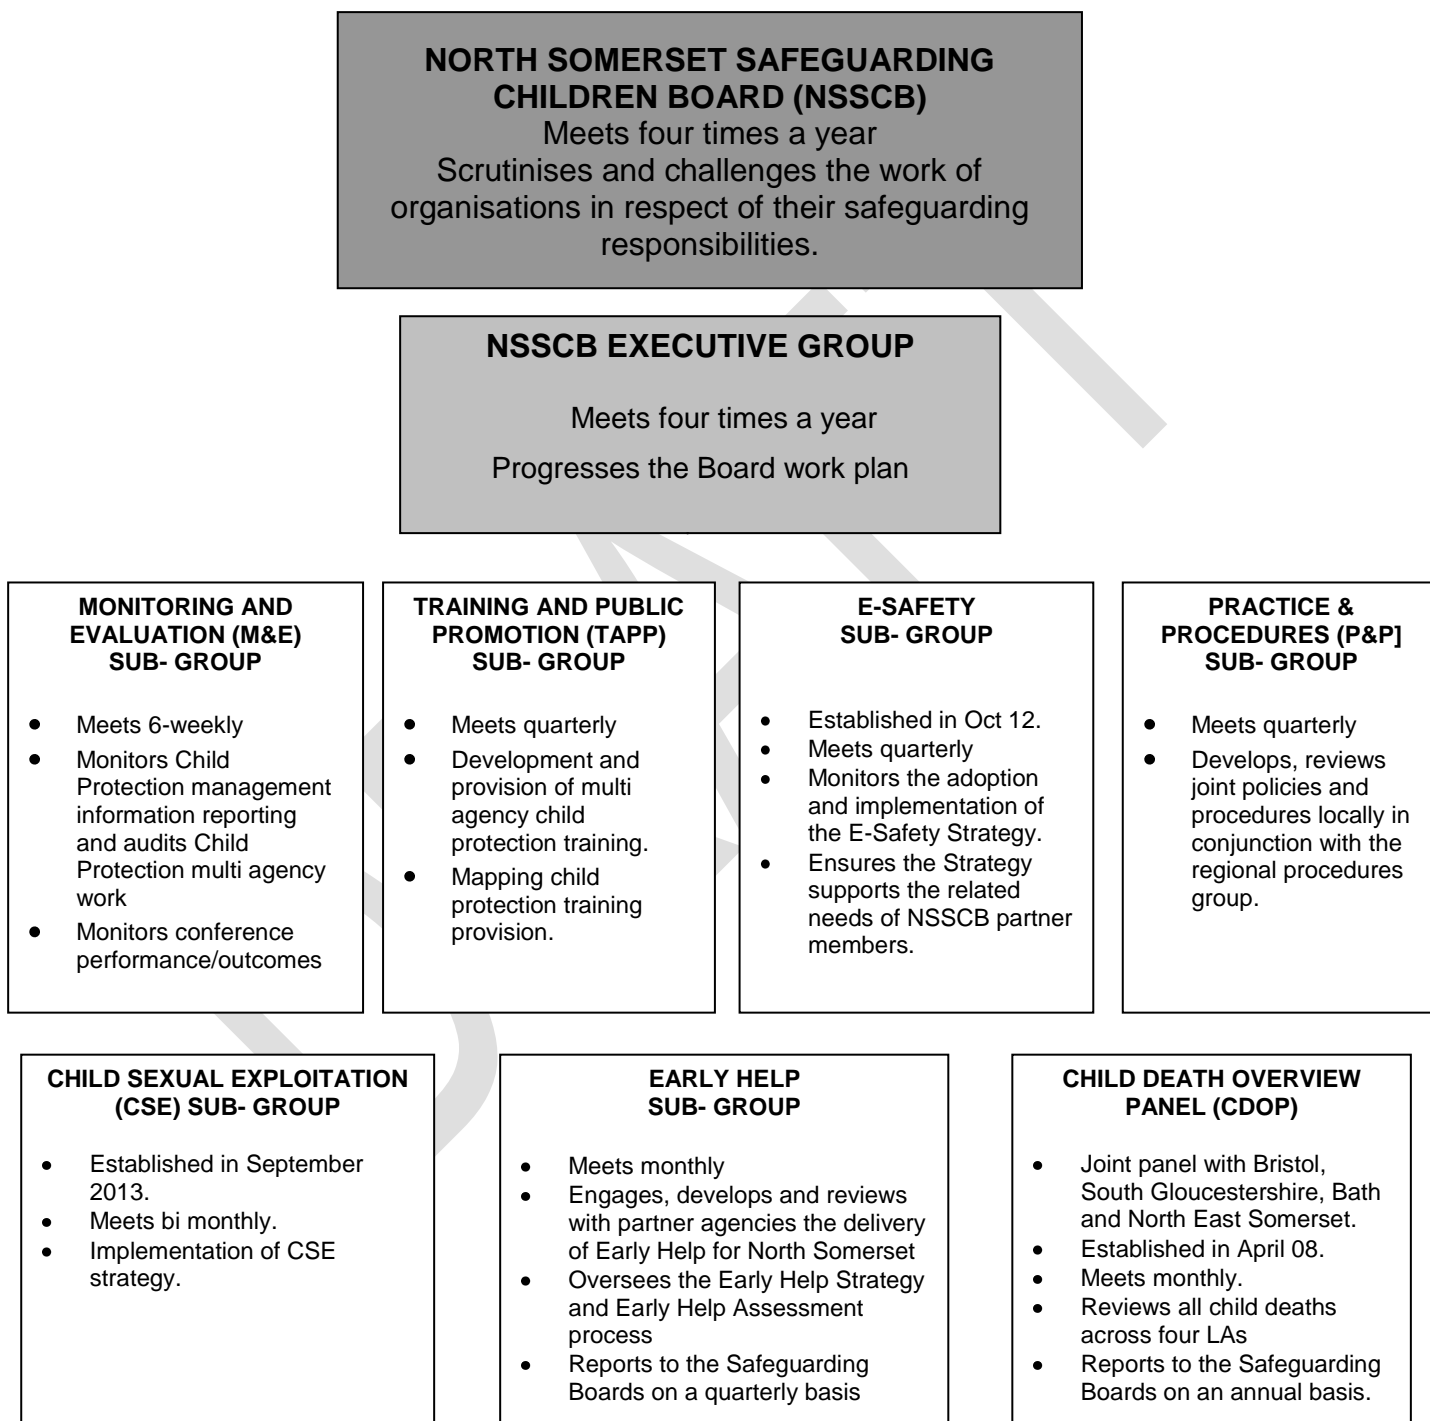 NORTH SOMERSET SAFEGUARDING
CHILDREN BOARD (NSSCB)
Meets four times a year
Scrutinises and challenges the work of
organisations in respect of their safeguarding
responsibilities.
NSSCB EXECUTIVE GROUP
Meets four times a year
Progresses the Board work plan
MONITORING AND
EVALUATION (M&E)
SUB- GROUP
• Meets 6-weekly
• Monitors Child
Protection management
information reporting
and audits Child
Protection multi agency
work
• Monitors conference
performance/outcomes
TRAINING AND PUBLIC
PROMOTION (TAPP)
SUB- GROUP
• Meets quarterly
• Development and
provision of multi
agency child
protection training.
• Mapping child
protection training
provision.
E-SAFETY
SUB- GROUP
• Established in Oct 12.
• Meets quarterly
• Monitors the adoption
and implementation of
the E-Safety Strategy.
• Ensures the Strategy
supports the related
needs of NSSCB partner
members.
PRACTICE &
PROCEDURES (P&P]
SUB- GROUP
• Meets quarterly
• Develops, reviews
joint policies and
procedures locally in
conjunction with the
regional procedures
group.
CHILD SEXUAL EXPLOITATION
(CSE) SUB- GROUP
• Established in September
2013.
• Meets bi monthly.
• Implementation of CSE
strategy.
EARLY HELP
SUB- GROUP
• Meets monthly
• Engages, develops and reviews
with partner agencies the delivery
of Early Help for North Somerset
• Oversees the Early Help Strategy
and Early Help Assessment
process
• Reports to the Safeguarding
Boards on a quarterly basis
CHILD DEATH OVERVIEW
PANEL (CDOP)
• Joint panel with Bristol,
South Gloucestershire, Bath
and North East Somerset.
• Established in April 08.
• Meets monthly.
• Reviews all child deaths
across four LAs
• Reports to the Safeguarding
Boards on an annual basis.
DRAFT